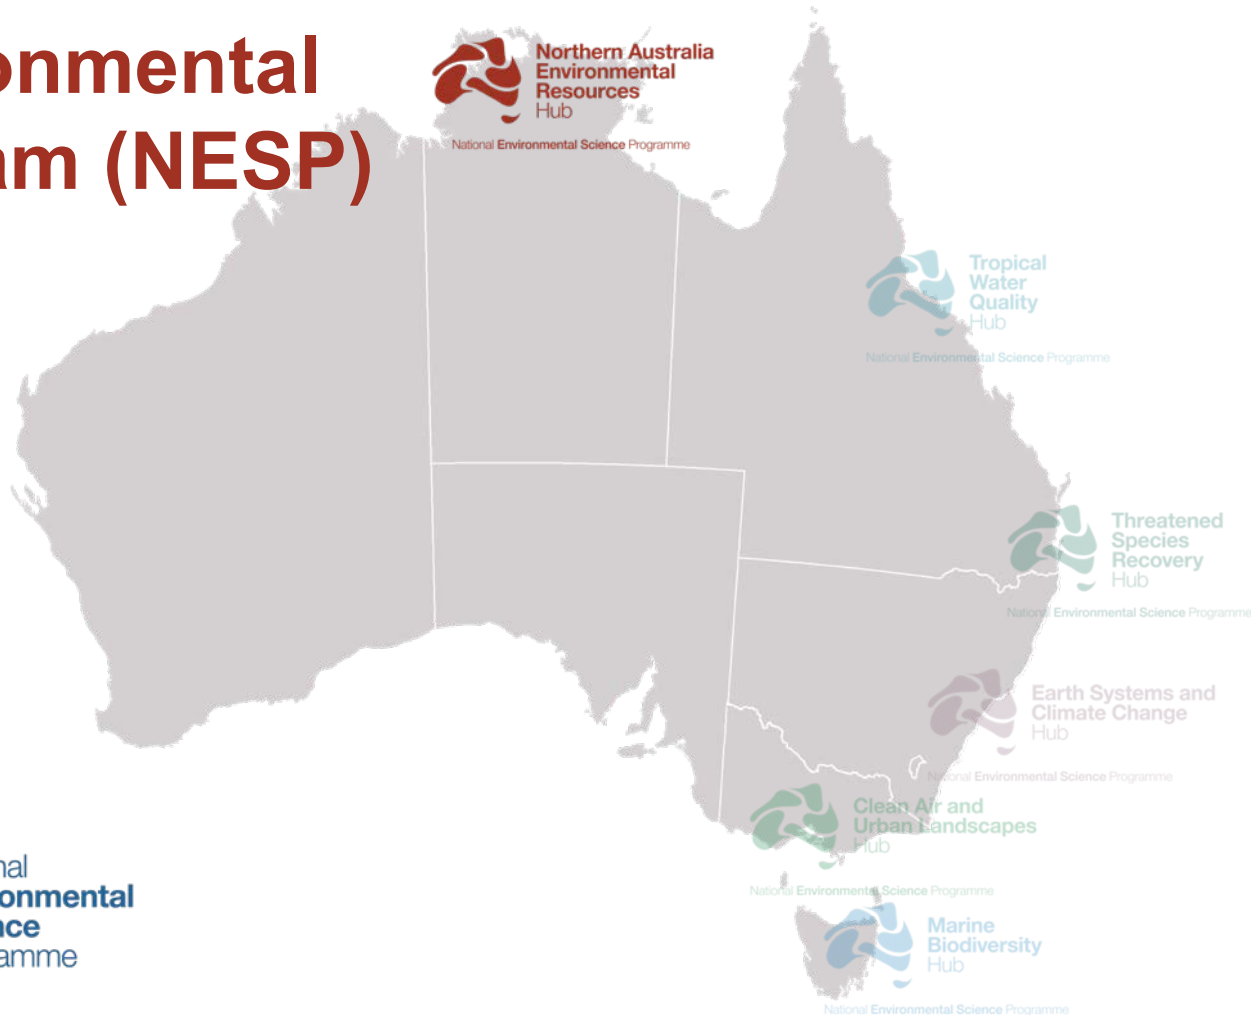 onmental
am (NESP)
Northern Australia
Environmental
Resources
Hub
National Environmental Science Programme
Tropical
Water
Quality
Hub
National Environmental Science Programme
Threatened
Species
Recovery
Hub
National Environmental Science Programme
Earth Systems and
Climate Change
Hub
National Environmental Science Programme
Clean Air and
Urban Landscapes
Hub
National Environmental Science Programme
nal
onmental
nce
amme
Marine
Biodiversity
Hub
National Environmental Science Programme